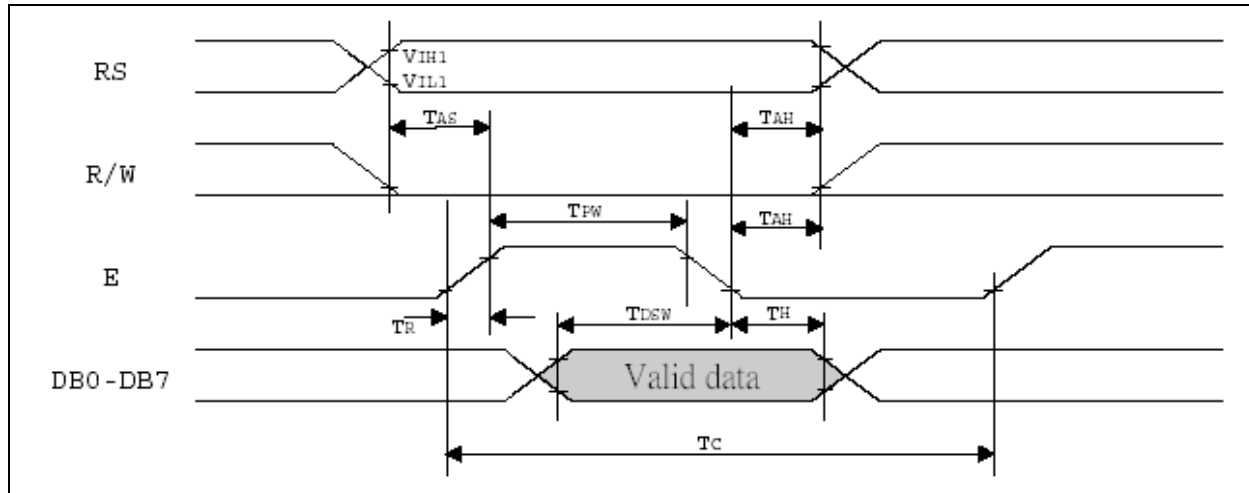 RS
VIH1
VIL1
TAS
TAH
R/W
TPW
TAH
E
TR
TDSW
TH
DB0-DB7
Valid data
TC